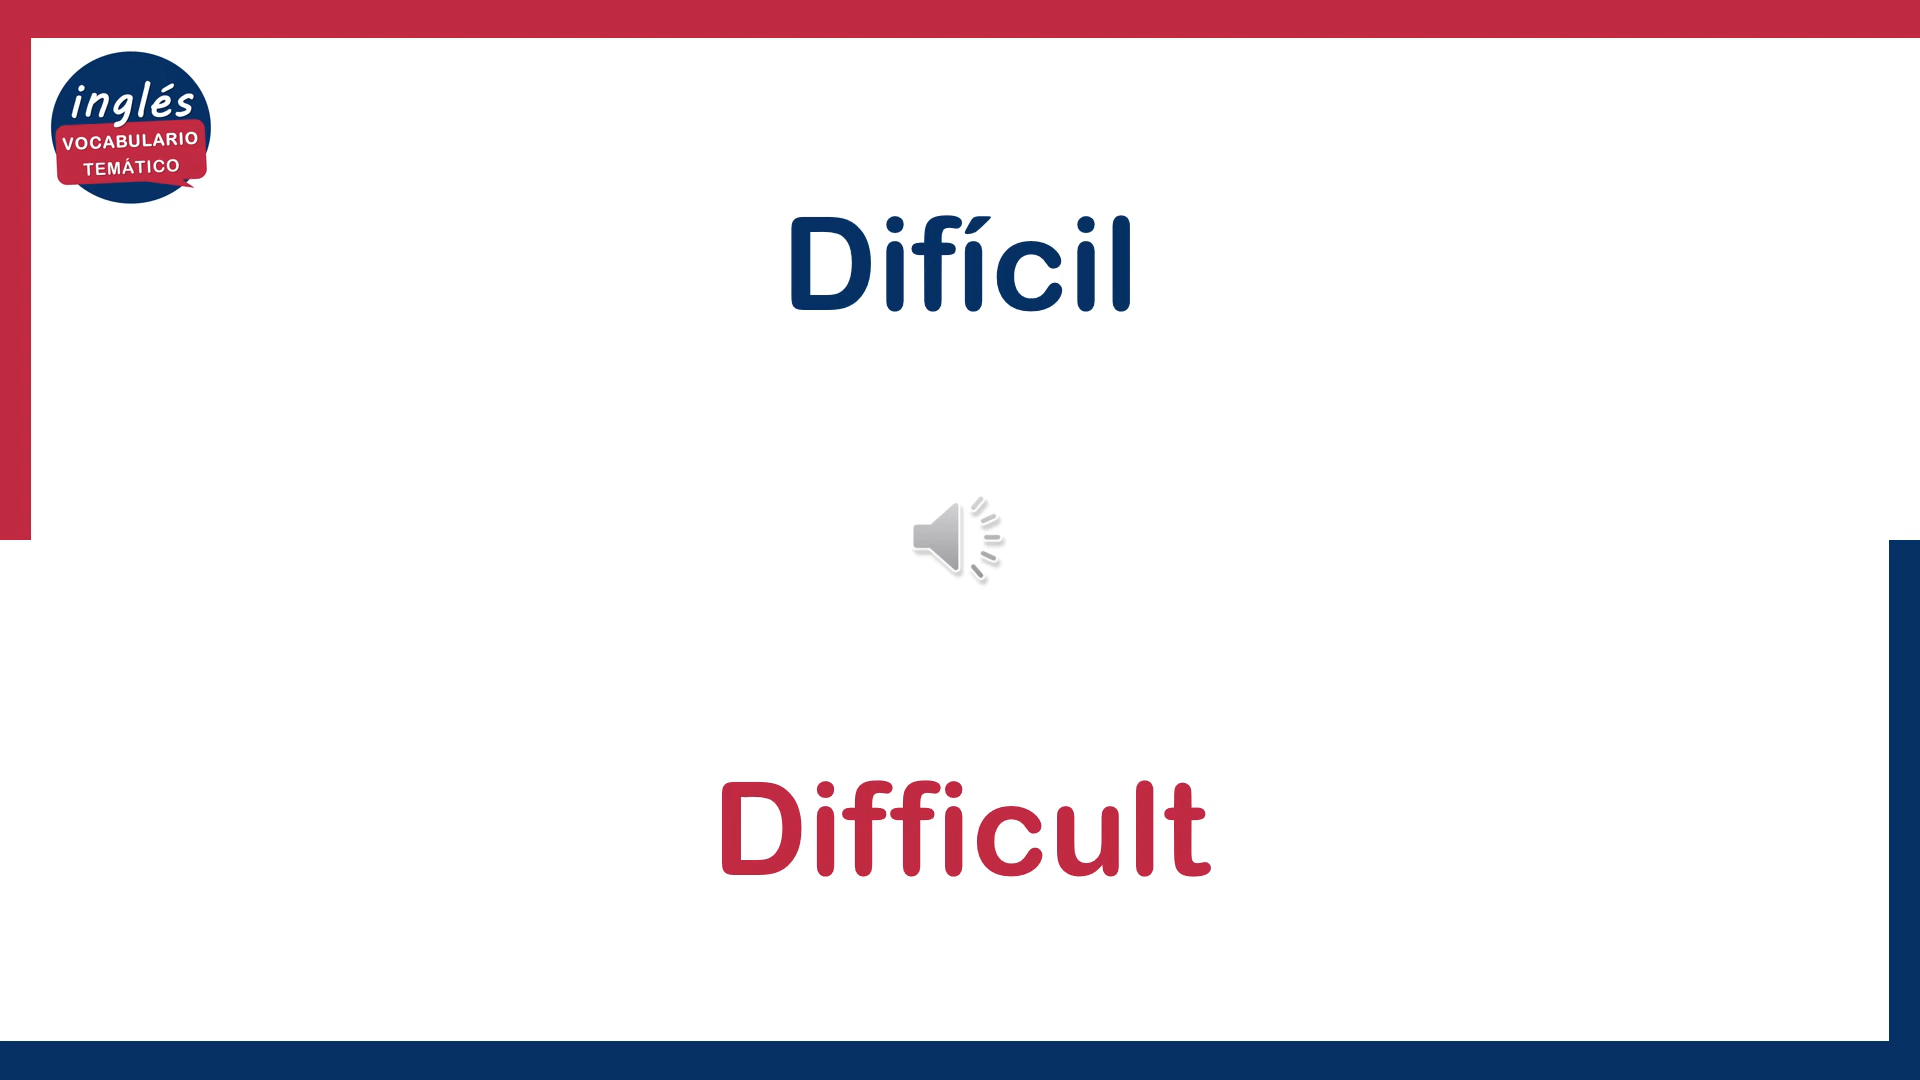 inglés
VOCABULARIO
TEMÁTICO
Difícil
Difficult